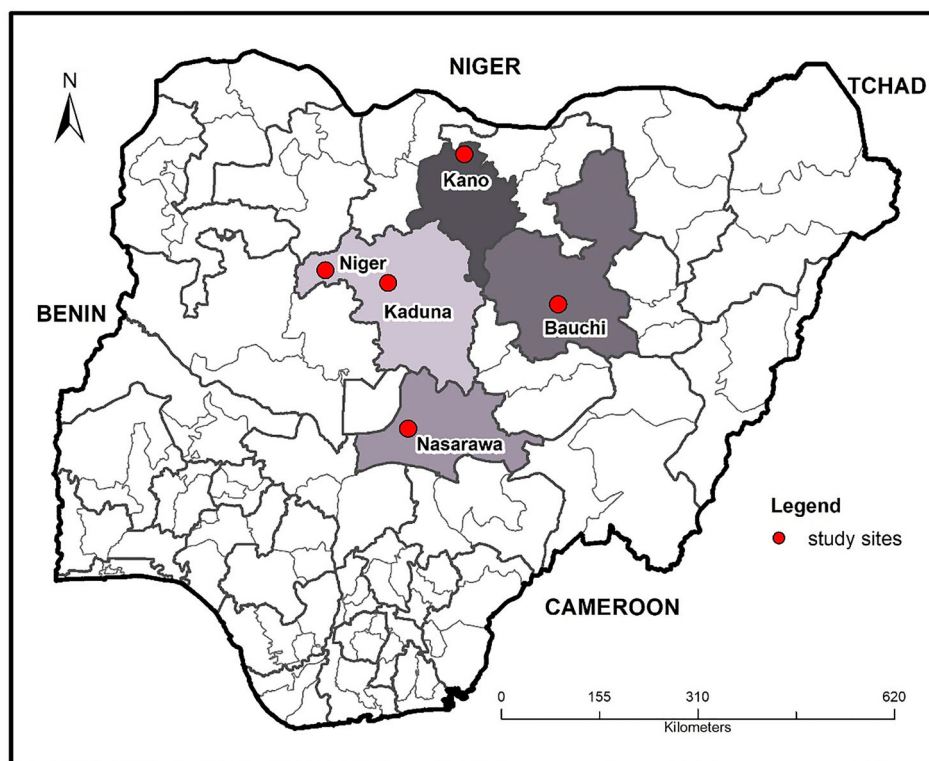 NIGER
TCHAD
N
Kano
Niger
Kaduna
BENIN
Bauchi
Nasarawa
Legend
study sites
CAMEROON
0 155 310 620
Kilometers